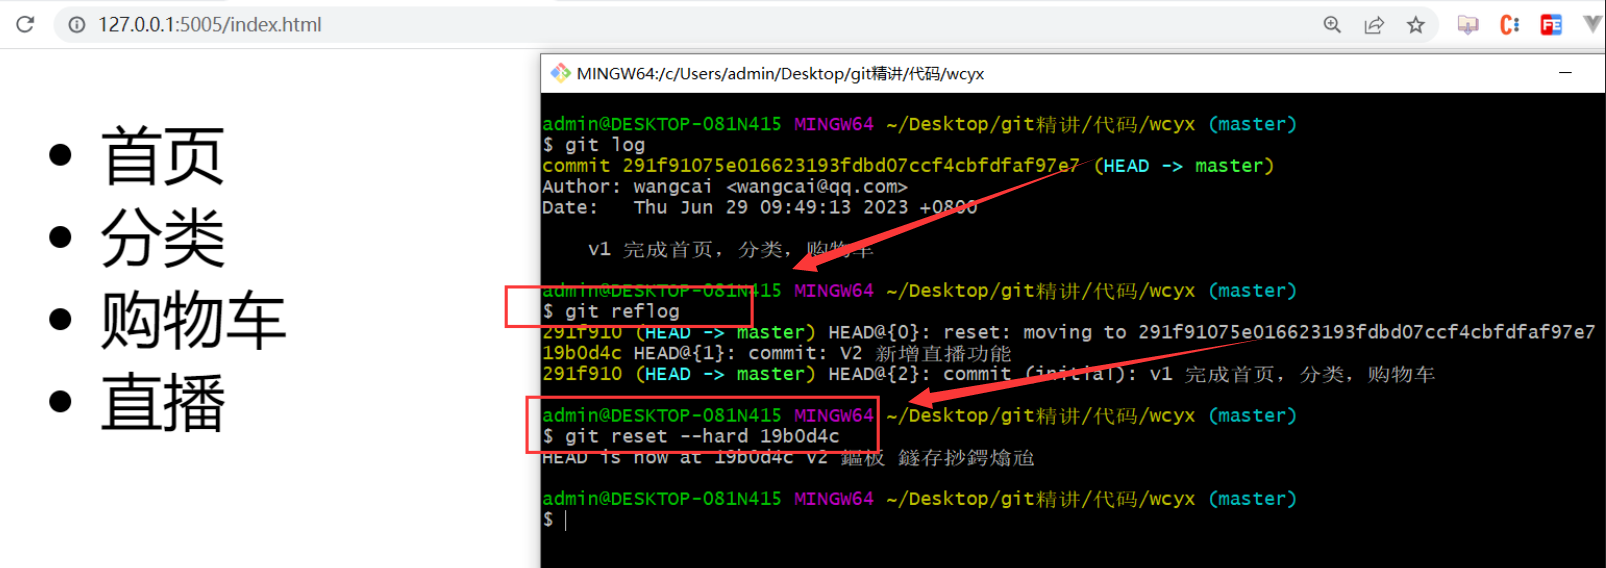 127.0.0.1:5005/index.html
首页
分类
购物车
直播
MINGW64:/c/Users/admin/Desktop/git精讲/代码/wcyx
admin@DESKTOP-081N415 MINGW64 ~/Desktop/git精讲/代码/wcyx (master)
$ git log
commit 291f91075e016623193fdbd07ccf4cbfdfaf97e7 (HEAD -> master)
Author: wangcai <wangcai@qq.com>
Date:   Thu Jun 29 09:49:13 2023 +0800
v1 完成首页，分类，购物车
admin@DESKTOP-081N415 MINGW64 ~/Desktop/git精讲/代码/wcyx (master)
$ git reflog
291f910 (HEAD -> master) HEAD@{0}: reset: moving to 291f91075e016623193fdbd07ccf4cbfdfaf97e7
19b0d4c HEAD@{1}: commit: V2 新增直播功能
291f910 (HEAD -> master) HEAD@{2}: commit (initial): v1 完成首页，分类，购物车
admin@DESKTOP-081N415 MINGW64 ~/Desktop/git精讲/代码/wcyx (master)
$ git reset --hard 19b0d4c
HEAD is now at 19b0d4c V2
admin@DESKTOP-081N415 MINGW64 ~/Desktop/git精讲/代码/wcyx (master)
$